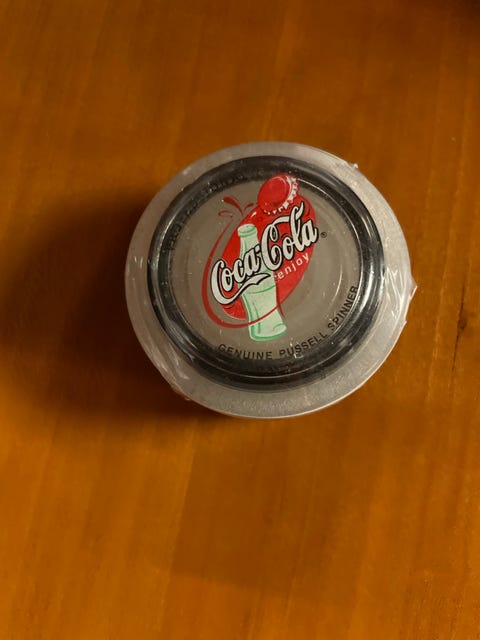 Coca-Cola®
enjoy
GENUINE RUSSELL SPINNER